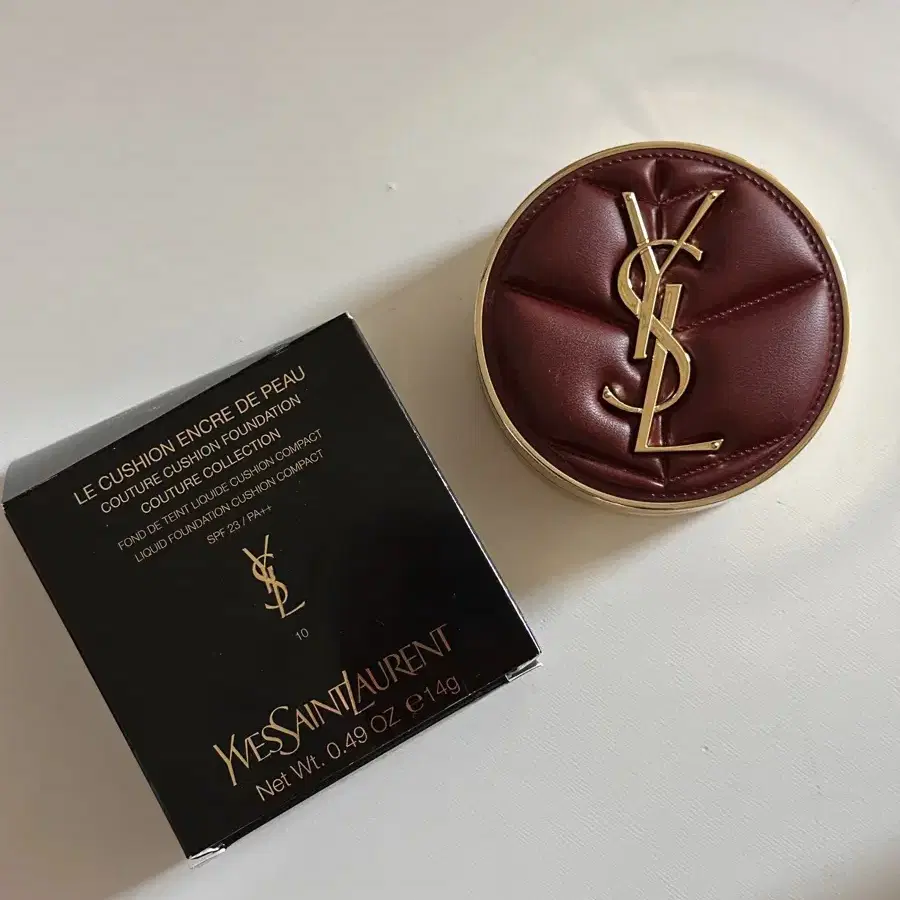 LE CUSHION ENCRE DE PEAU
COUTURE CUSHION FOUNDATION
COUTURE COLLECTION
FOND DE TEINT LIQUIDE CUSHION COMPACT
LIQUID FOUNDATION CUSHION COMPACT
SPF 23 / PA++
YSL
10
YVESSAINTLAURENT
Net Wt. 0.49 OZ ℮14g
YSL